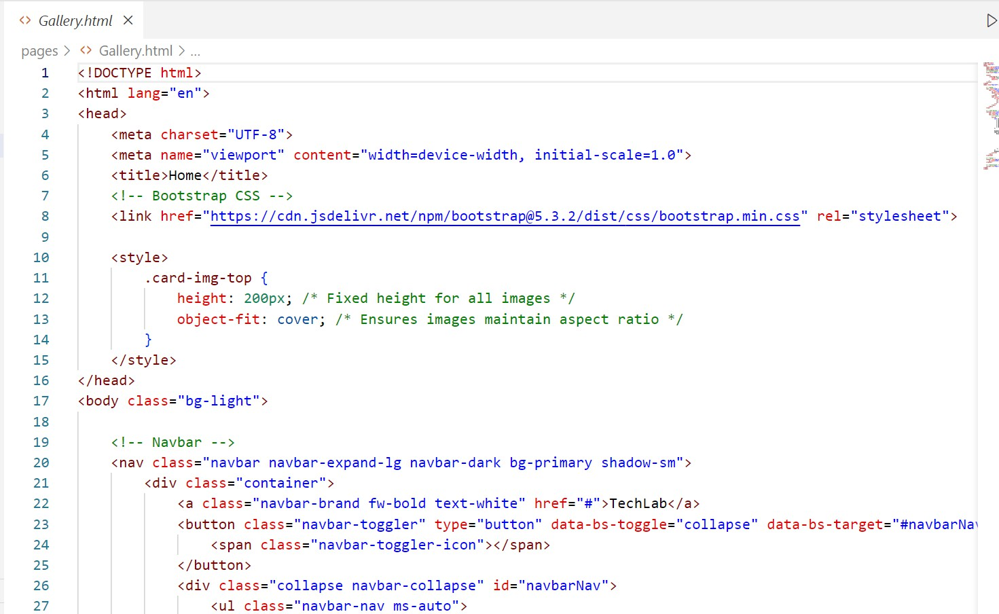 <> Gallery.html ×
pages > <> Gallery.html > ...
1 <!DOCTYPE html>
2 <html lang="en">
3 <head>
4 <meta charset="UTF-8">
5 <meta name="viewport" content="width=device-width, initial-scale=1.0">
6 <title>Home</title>
7 <!-- Bootstrap CSS -->
8 <link href="https://cdn.jsdelivr.net/npm/bootstrap@5.3.2/dist/css/bootstrap.min.css" rel="stylesheet">
9
10 <style>
11 .card-img-top {
12 height: 200px; /* Fixed height for all images */
13 object-fit: cover; /* Ensures images maintain aspect ratio */
14 }
15 </style>
16 </head>
17 <body class="bg-light">
18
19 <!-- Navbar -->
20 <nav class="navbar navbar-expand-lg navbar-dark bg-primary shadow-sm">
21 <div class="container">
22 <a class="navbar-brand fw-bold text-white" href="#">TechLab</a>
23 <button class="navbar-toggler" type="button" data-bs-toggle="collapse" data-bs-target="#navbarNav
24 <span class="navbar-toggler-icon"></span>
25 </button>
26 <div class="collapse navbar-collapse" id="navbarNav">
27 <ul class="navbar-nav ms-auto">